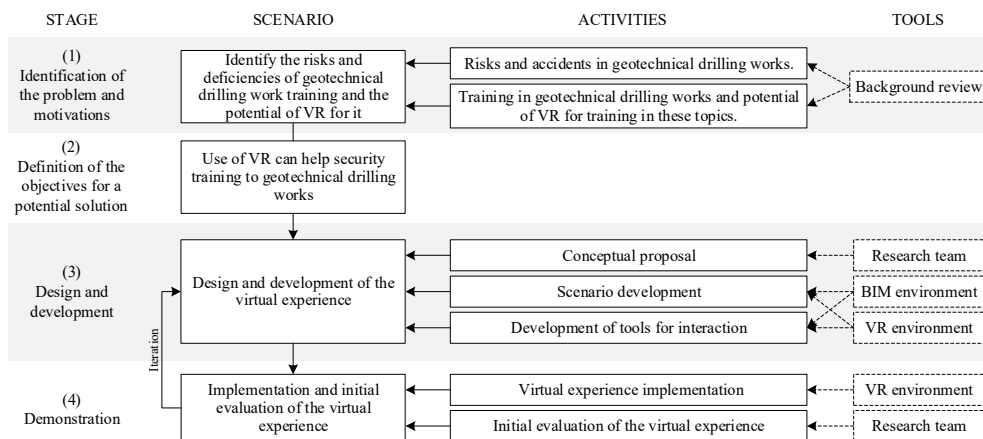 STAGE
SCENARIO
ACTIVITIES
TOOLS
(1)
Identification of
the problem and
motivations
Identify the risks and
deficiencies of geotechnical
drilling work training and the
potential of VR for it
Risks and accidents in geotechnical drilling works.
Training in geotechnical drilling works and potential
of VR for training in these topics.
Background review
(2)
Definition of the
objectives for a
potential solution
Use of VR can help security
training to geotechnical drilling
works
(3)
Design and
development
Design and development of the
virtual experience
Conceptual proposal
Scenario development
Development of tools for interaction
Research team
BIM environment
VR environment
Iteration
(4)
Demonstration
Implementation and initial
evaluation of the virtual
experience
Virtual experience implementation
Initial evaluation of the virtual experience
VR environment
Research team